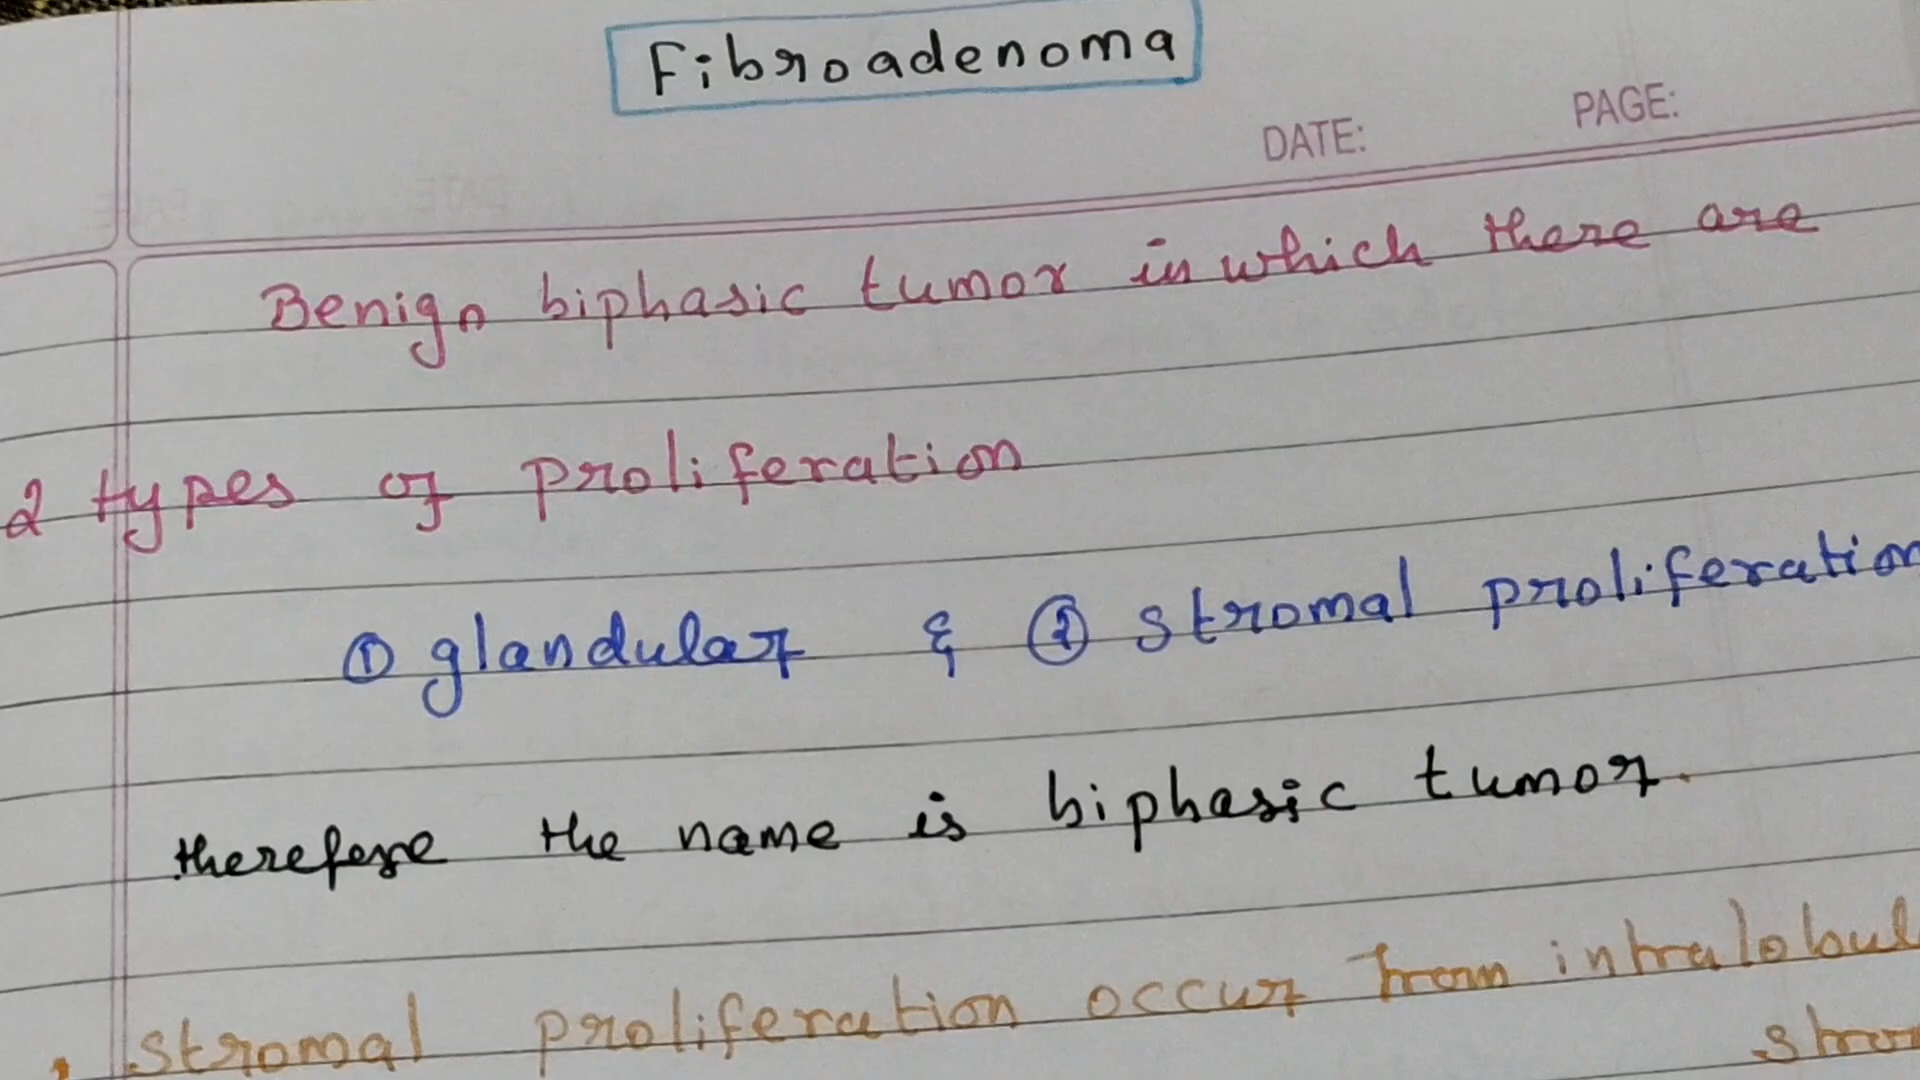 Fibroadenoma
DATE: PAGE:
Benign biphasic tumor in which there are
2 types of proliferation
① glandular & ② stromal proliferation
therefore the name is biphasic tumor.
• stromal proliferation occur from intralobul
strom